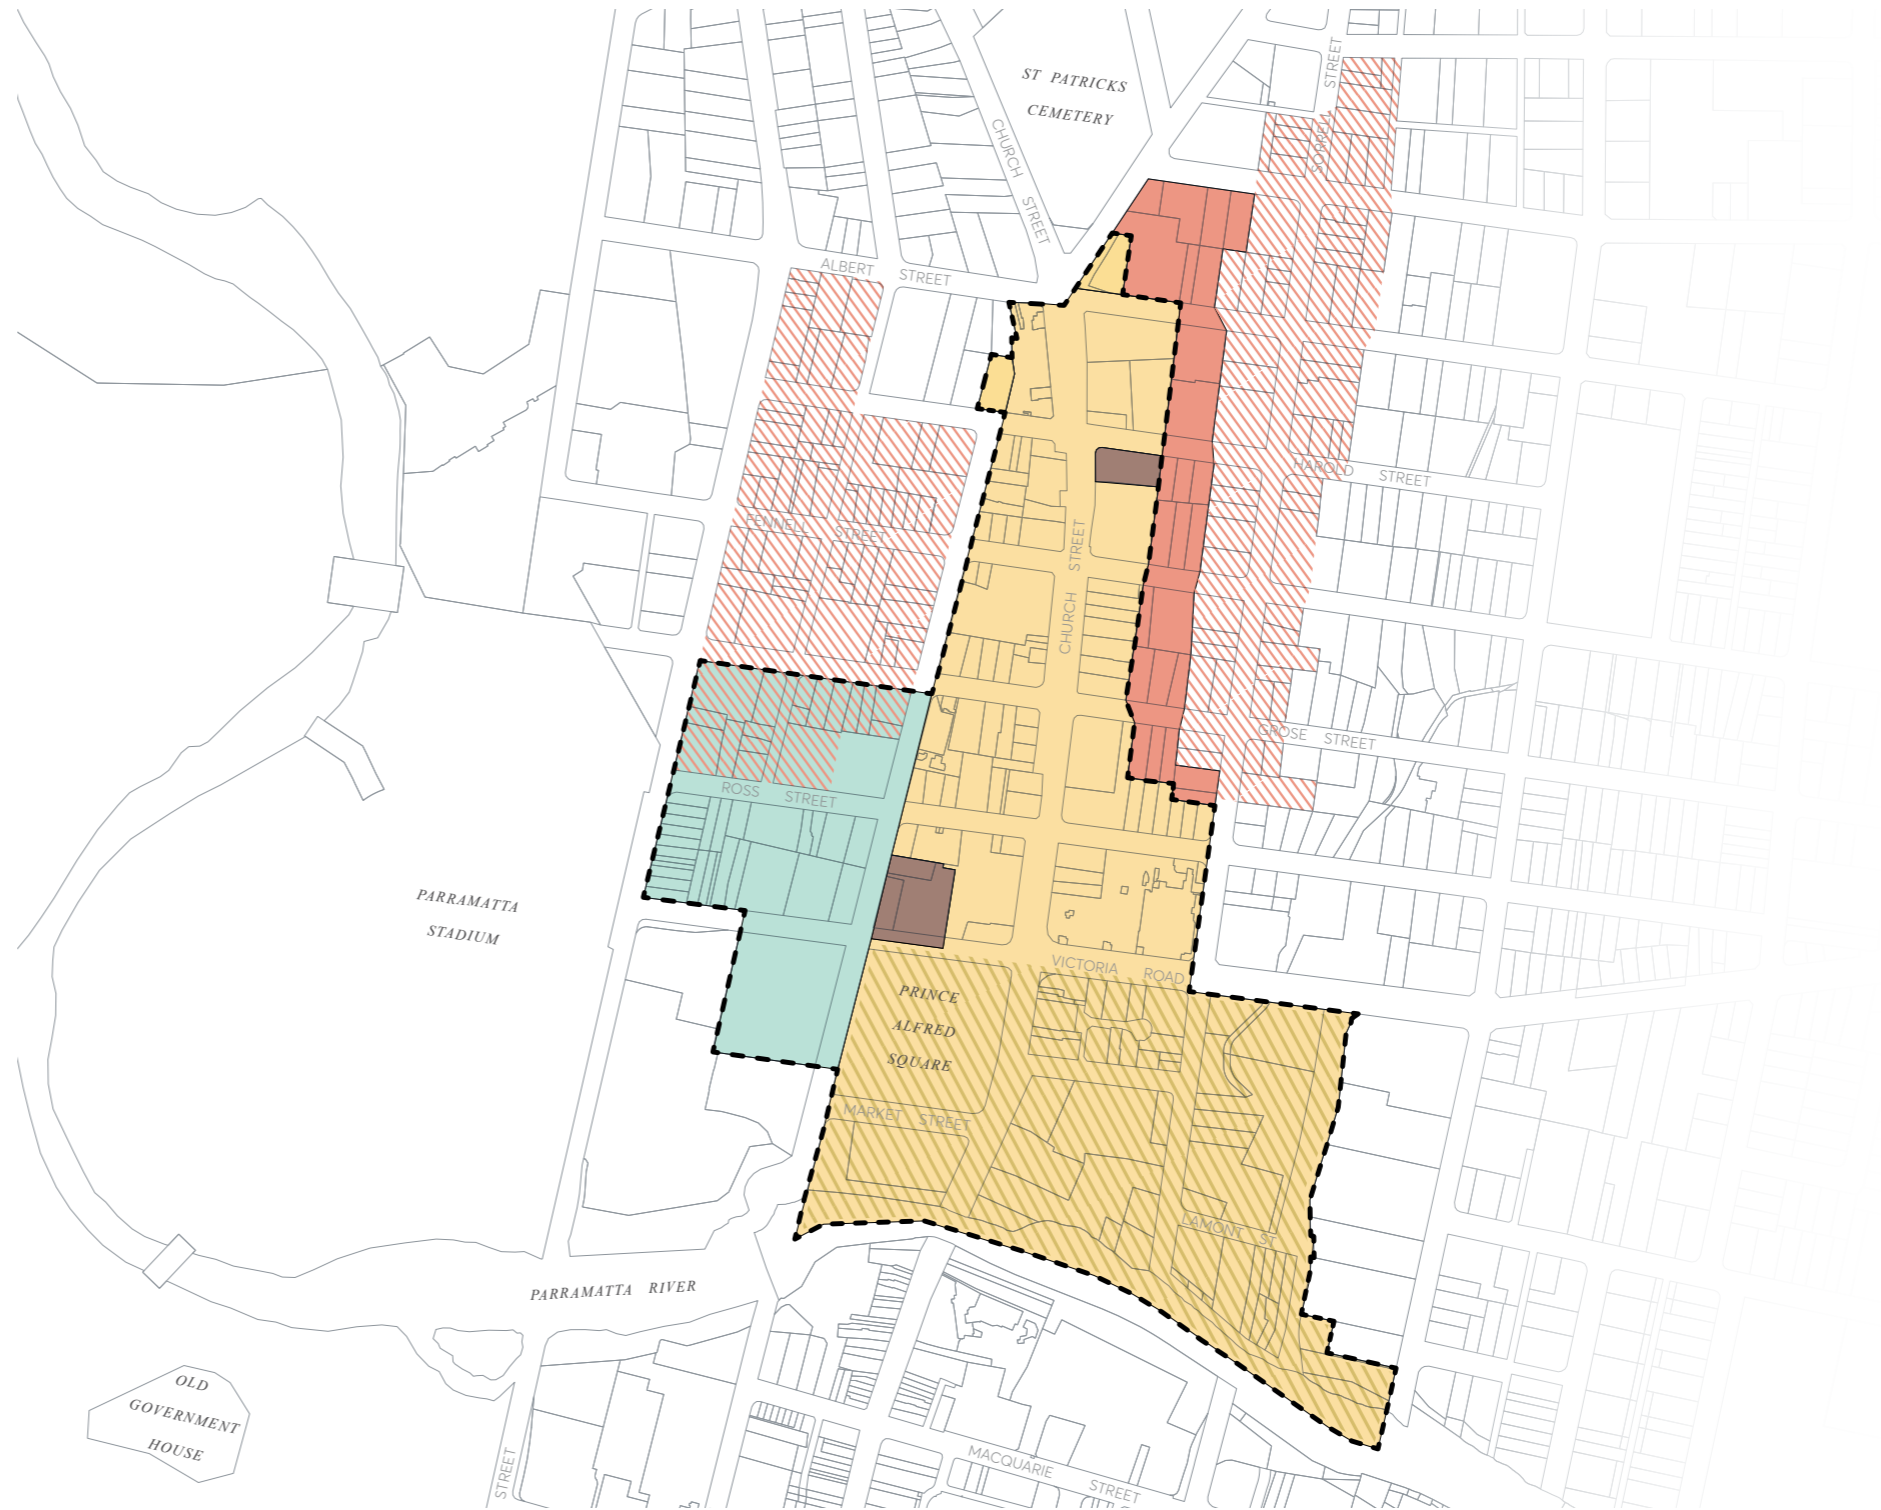 ST PATRICKS
CEMETERY
CHURCH STREET
SORRELL STREET
ALBERT STREET
HAROLD STREET
FENNELL STREET
CHURCH STREET
GROSE STREET
ROSS STREET
PARRAMATTA
STADIUM
VICTORIA ROAD
PRINCE
ALFRED
SQUARE
MARKET STREET
LAMONT ST
PARRAMATTA RIVER
OLD
GOVERNMENT
HOUSE
STREET
MACQUARIE STREET